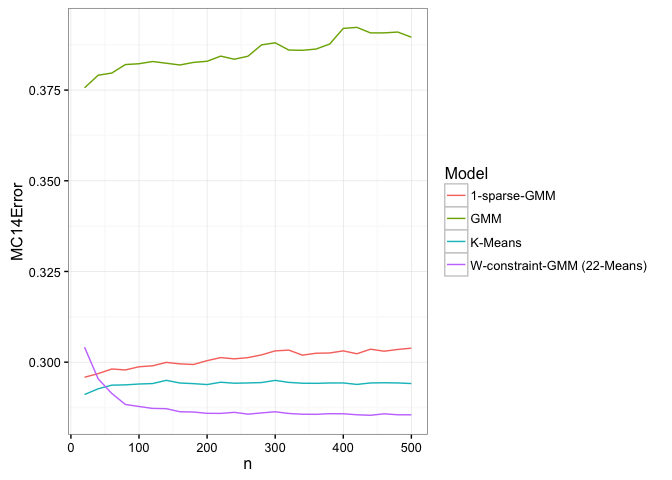 MC14Error
0.375
0.350
0.325
0.300
0
100
200
300
400
500
n
Model
1-sparse-GMM
GMM
K-Means
W-constraint-GMM (22-Means)